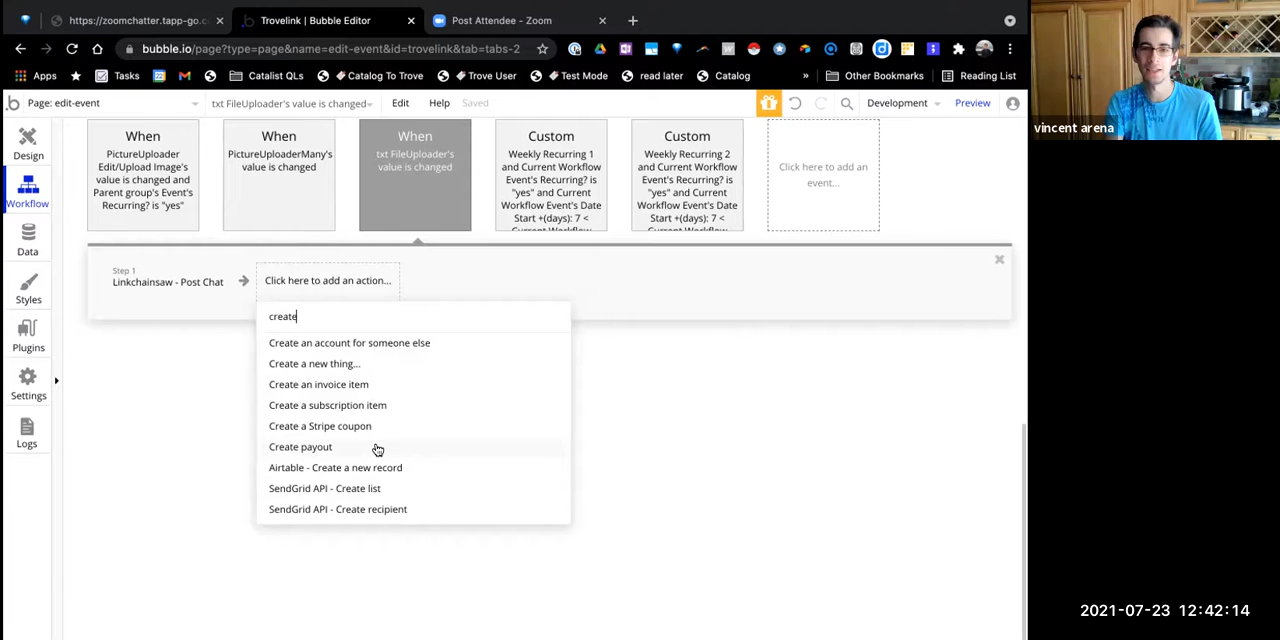 https://zoomchatter.tapp-go.c
Trovelink | Bubble Editor
Post Attendee - Zoom
bubble.io/page?type=page&name=edit-event&id=trovelink&tab=tabs-2
Apps
Tasks
Catalist QLs
Catalog To Trove
Trove User
Test Mode
read later
Catalog
»
Other Bookmarks
Reading List
Page: edit-event
txt FileUploader's value is changed
Edit
Help
Saved
Development
Preview
vincent arena
Design
Workflow
Data
Styles
Plugins
Settings
Logs
When
PictureUploader
Edit/Upload Image's
value is changed and
Parent group's Event's
Recurring? is "yes"
When
PictureUploaderMany's
value is changed
When
txt FileUploader's
value is changed
Custom
Weekly Recurring 1
and Current Workflow
Event's Recurring? is
"yes" and Current
Workflow Event's Date
Start +(days): 7 <
Current Workflow
Custom
Weekly Recurring 2
and Current Workflow
Event's Recurring? is
"yes" and Current
Workflow Event's Date
Start +(days): 7 <
Current Workflow
Click here to add an
event...
Step 1
Linkchainsaw - Post Chat
Click here to add an action...
create
Create an account for someone else
Create a new thing...
Create an invoice item
Create a subscription item
Create a Stripe coupon
Create payout
Airtable - Create a new record
SendGrid API - Create list
SendGrid API - Create recipient
2021-07-23 12:42:14